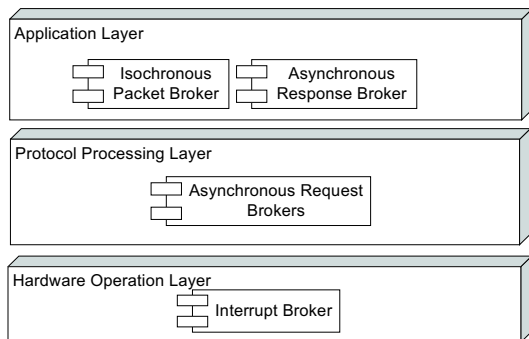 Application Layer
Isochronous
Packet Broker
Asynchronous
Response Broker
Protocol Processing Layer
Asynchronous Request
Brokers
Hardware Operation Layer
Interrupt Broker